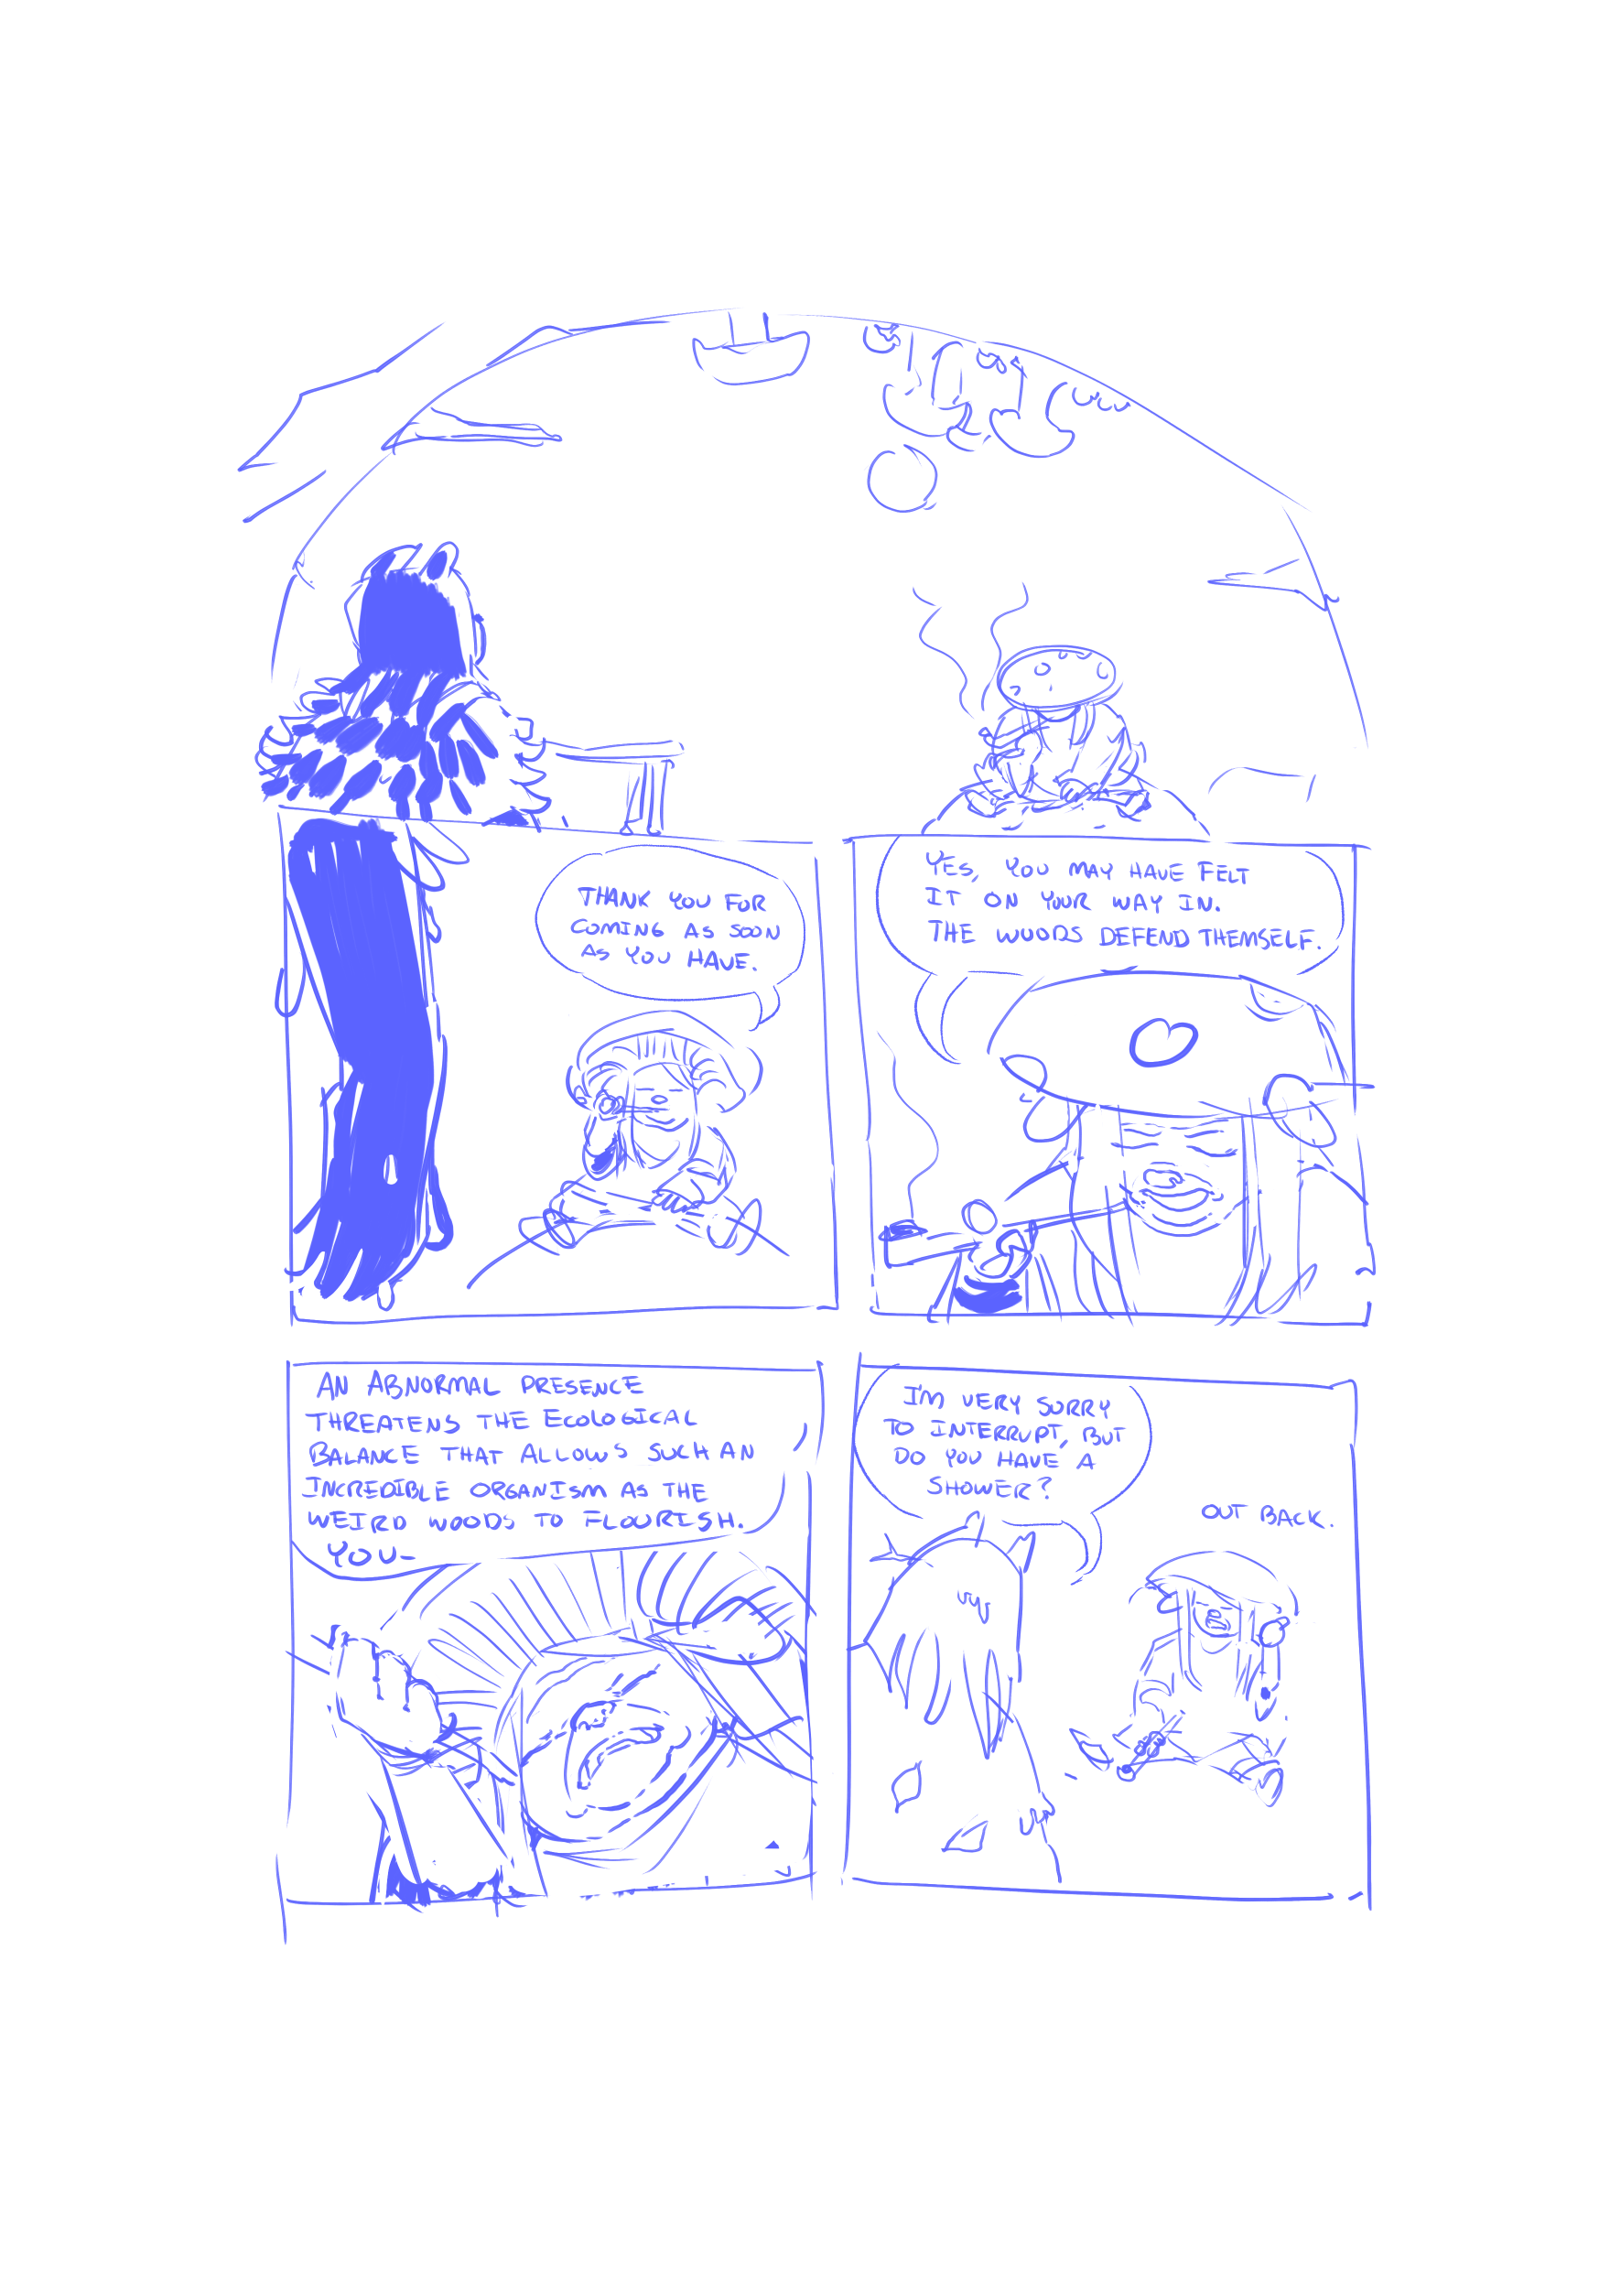 THANK YOU FOR
COMING AS SOON
AS YOU HAVE.
YES, YOU MAY HAVE FELT
IT ON YOUR WAY IN.
THE WOODS DEFEND THEMSELF.
AN ABNORMAL PRESENCE
THREATENS THE ECOLOGICAL
BALANCE THAT ALLOWS SUCH AN
INCREDIBLE ORGANISM AS THE
WEIRD WOODS TO FLOURISH.
YOU-
I'M VERY SORRY
TO INTERRUPT, BUT
DO YOU HAVE A
SHOWER?
OUT BACK.